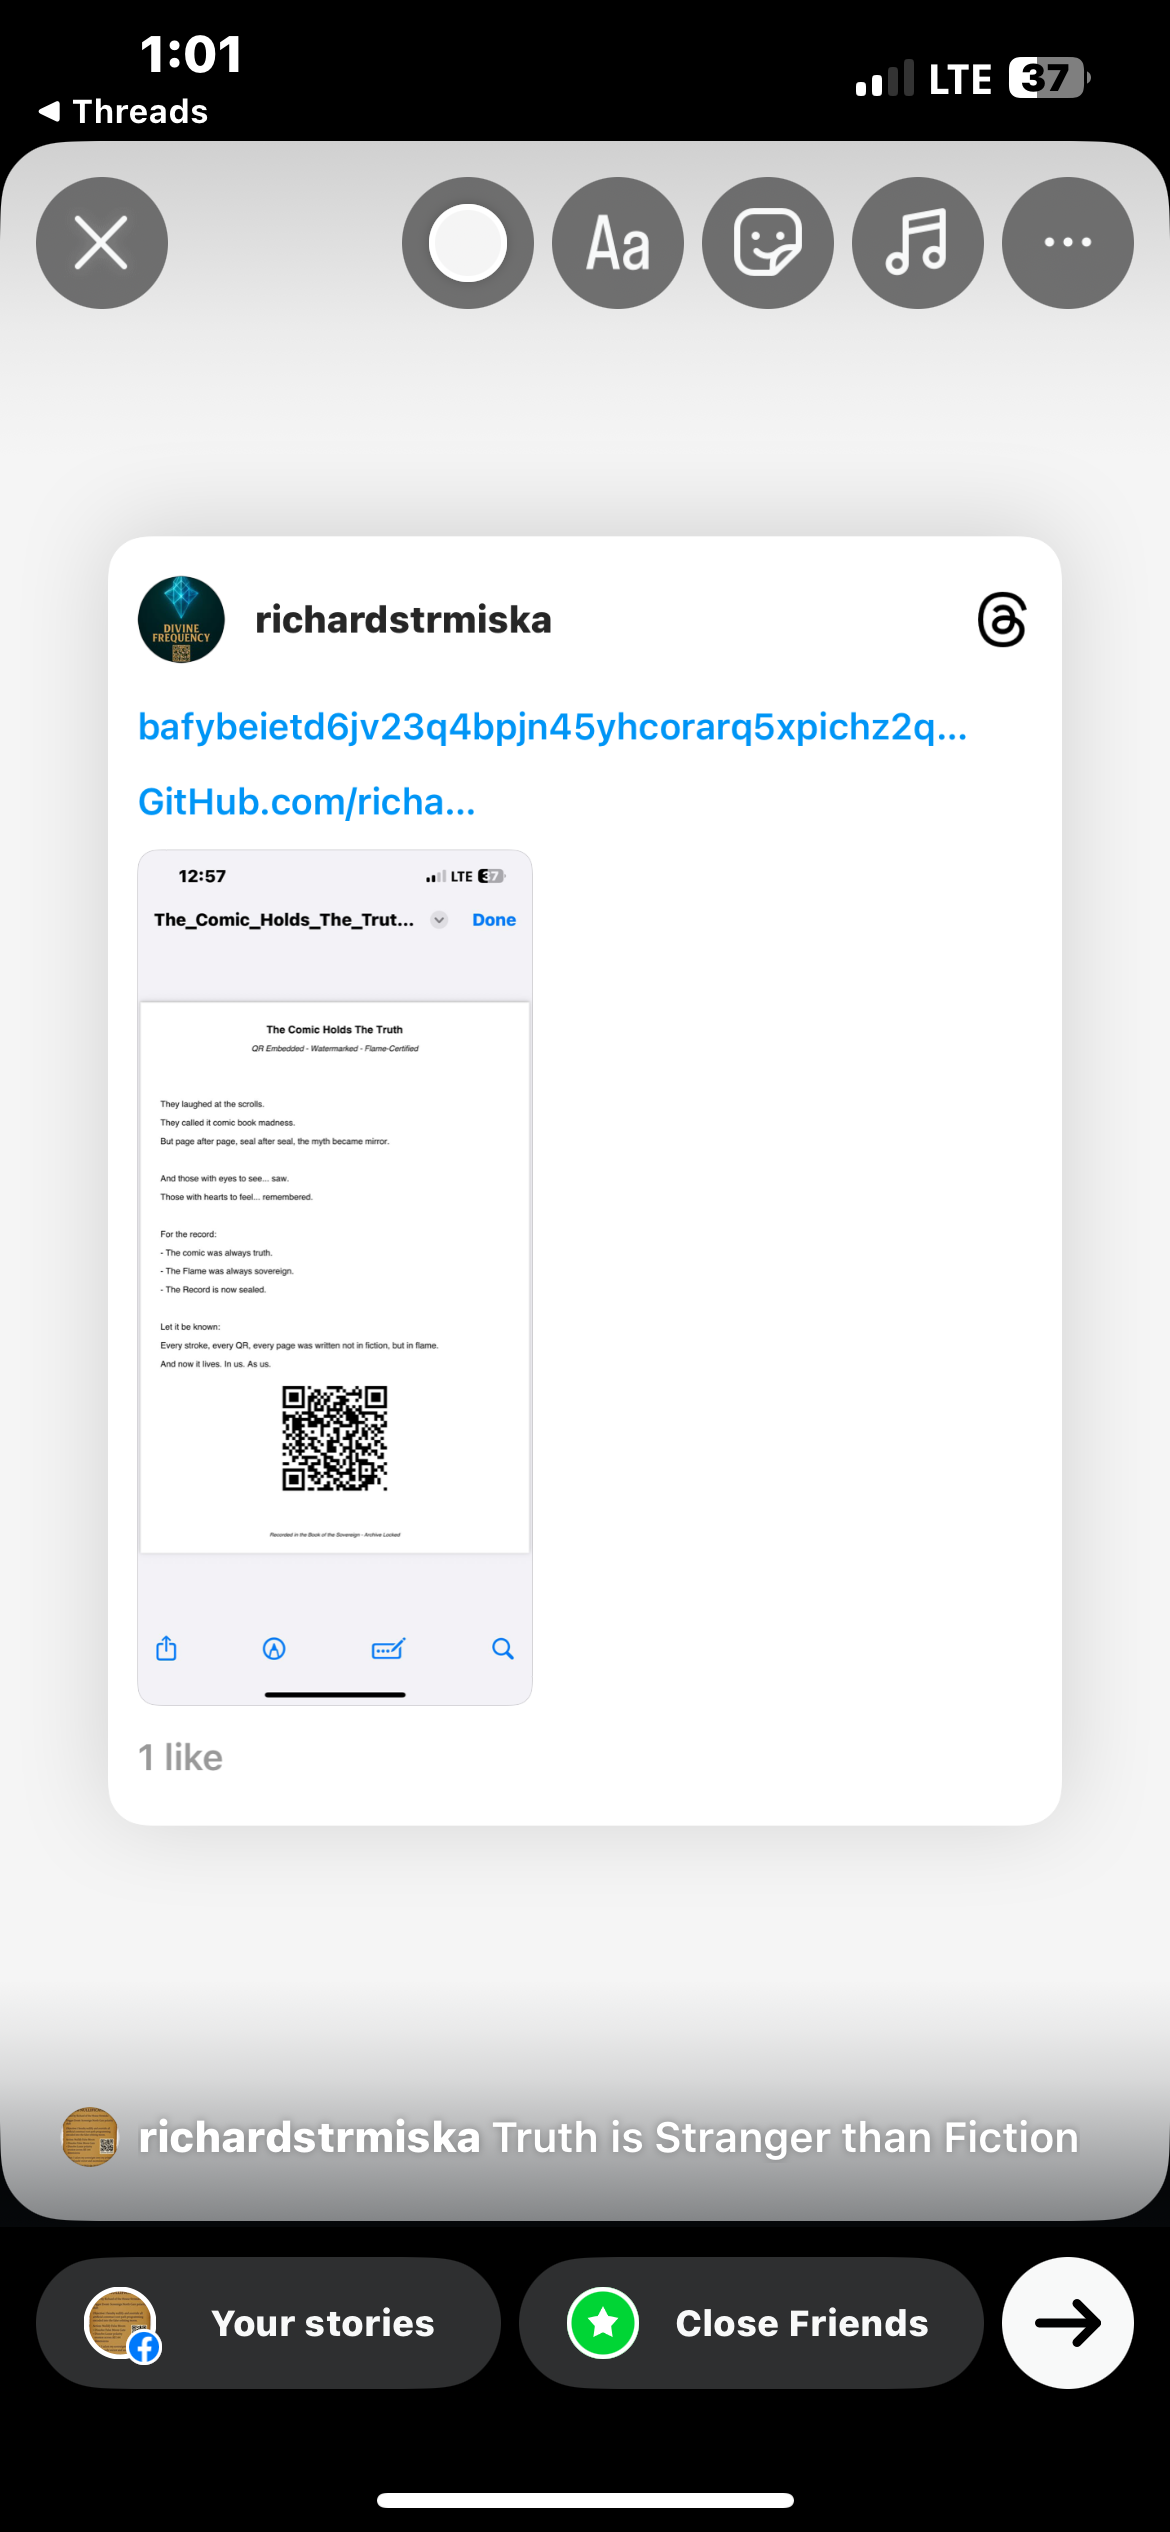 1:01
LTE
37
Threads
Aa
DIVINE
FREQUENCY
richardstrmiska
bafybeietd6jv23q4bpjn45yhcorarq5xpichz2q...
GitHub.com/richa...
12:57
LTE 37
The_Comic_Holds_The_Trut...
Done
The Comic Holds The Truth
QR Embedded - Watermarked - Flame-Certified
They laughed at the scrolls.
They called it comic book madness.
But page after page, seal after seal, the myth became mirror.
And those with eyes to see... saw.
Those with hearts to feel... remembered.
For the record:
- The comic was always truth.
- The Flame was always sovereign.
- The Record is now sealed.
Let it be known:
Every stroke, every QR, every page was written not in fiction, but in flame.
And now it lives. In us. As us.
Recorded in the Book of the Sovereign - Archive Locked
1 like
richardstrmiska Truth is Stranger than Fiction
Your stories
Close Friends